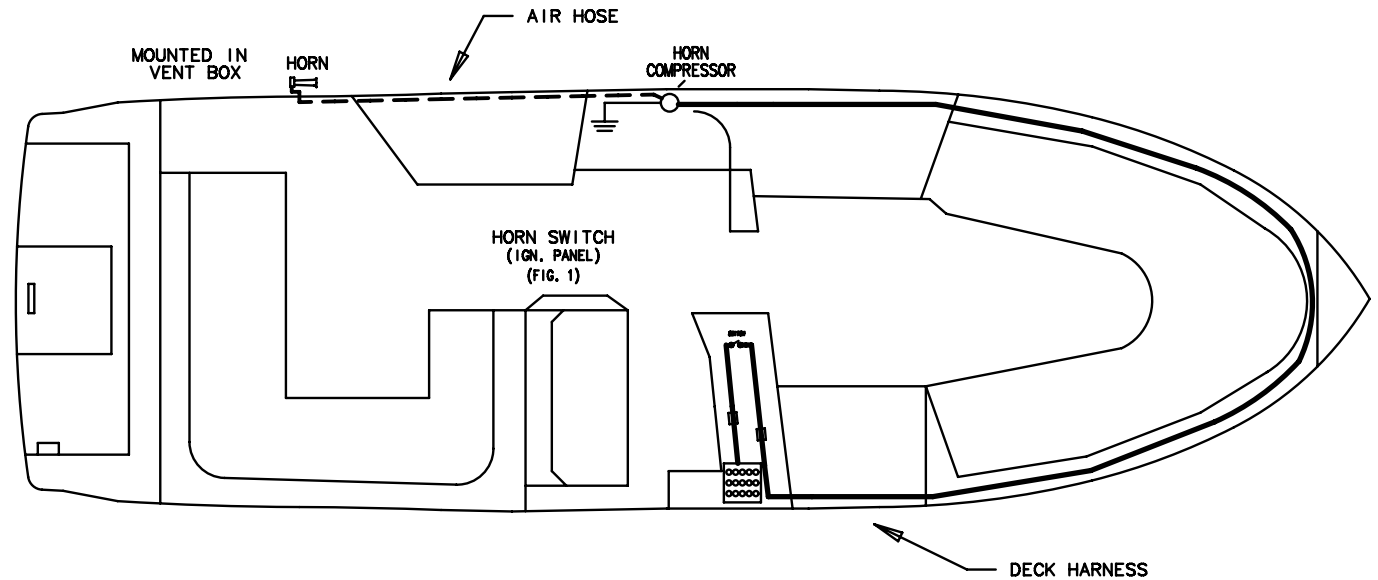 AIR HOSE
MOUNTED IN
VENT BOX
HORN
HORN
COMPRESSOR
HORN SWITCH
(IGN. PANEL)
(FIG. 1)
DECK HARNESS